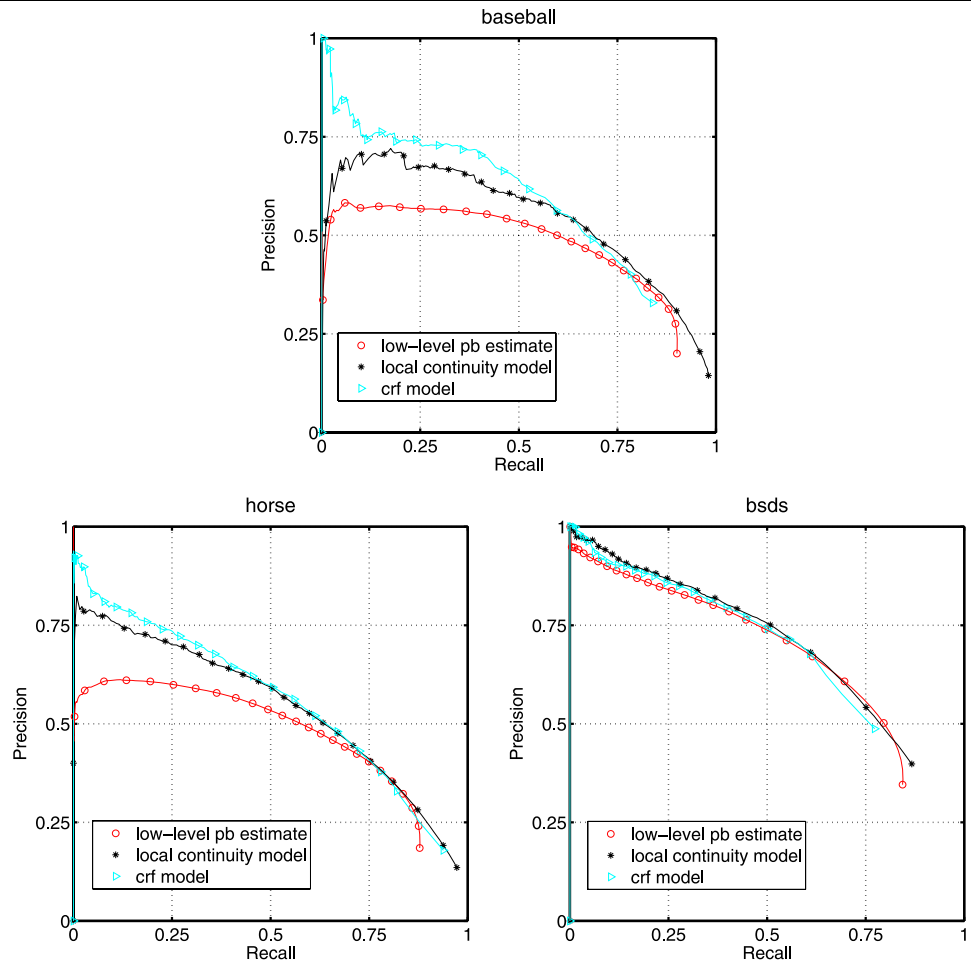 baseball
1
0.75
0.5
0.25
0
Precision
low-level pb estimate
local continuity model
crf model
0 0.25 0.5 0.75 1
Recall
horse
1
0.75
0.5
0.25
0
Precision
low-level pb estimate
local continuity model
crf model
0 0.25 0.5 0.75 1
Recall
bsds
1
0.75
0.5
0.25
0
Precision
low-level pb estimate
local continuity model
crf model
0 0.25 0.5 0.75 1
Recall